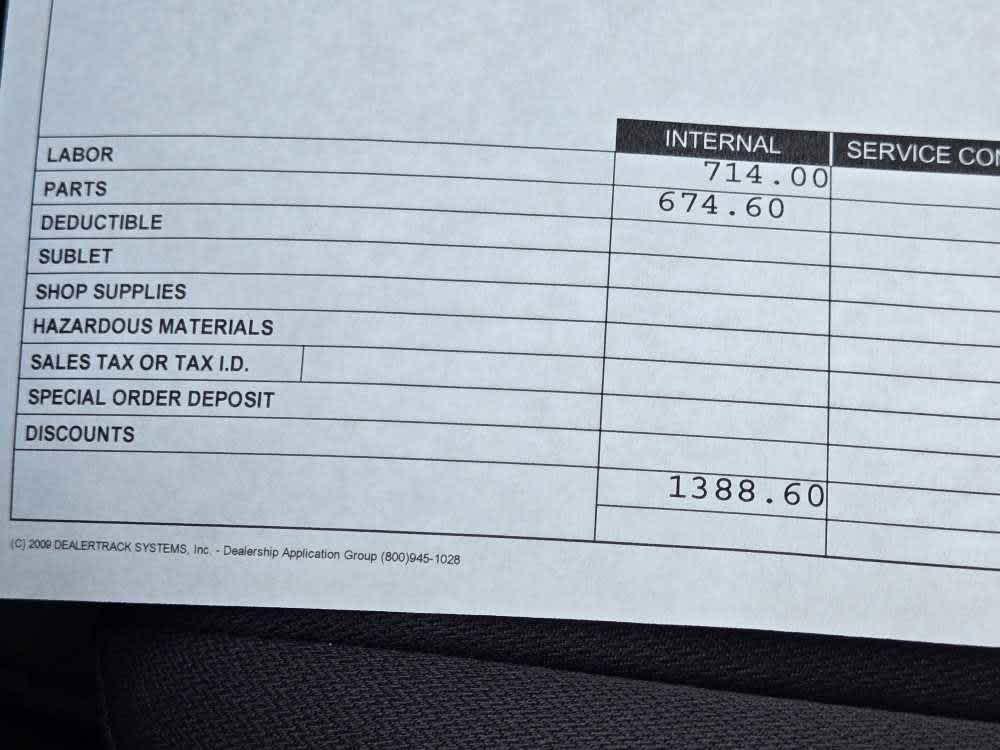 INTERNAL SERVICE
LABOR 714.00
PARTS 674.60
DEDUCTIBLE
SUBLET
SHOP SUPPLIES
HAZARDOUS MATERIALS
SALES TAX OR TAX I.D.
SPECIAL ORDER DEPOSIT
DISCOUNTS
1388.60
(C) 2009 DEALERTRACK SYSTEMS, Inc. - Dealership Application Group (800)945-1028